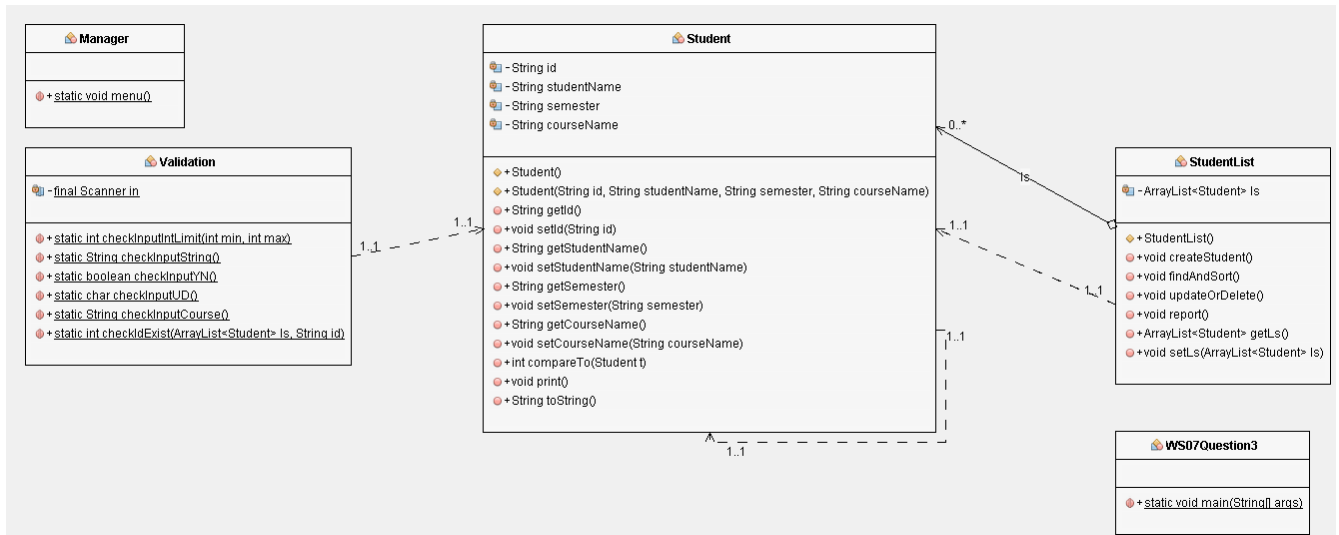 Manager
+static void menu()
Validation
-final Scanner in
+static int checkInputIntLimit(int min, int max)
+static String checkInputString()
+static boolean checkInputYN()
+static char checkInputUD()
+static String checkInputCourse()
+static int checkIdExist(ArrayList<Student> ls, String id)
1..1
1..1
Student
-String id
-String studentName
-String semester
-String courseName
+Student()
+Student(String id, String studentName, String semester, String courseName)
+String getId()
+void setId(String id)
+String getStudentName()
+void setStudentName(String studentName)
+String getSemester()
+void setSemester(String semester)
+String getCourseName()
+void setCourseName(String courseName)
+int compareTo(Student t)
+void print()
+String toString()
1..1
1..1
0..*
ls
1..1
1..1
StudentList
-ArrayList<Student> ls
+StudentList()
+void createStudent()
+void findAndSort()
+void updateOrDelete()
+void report()
+ArrayList<Student> getLs()
+void setLs(ArrayList<Student> ls)
WS07Question3
+static void main(String[] args)